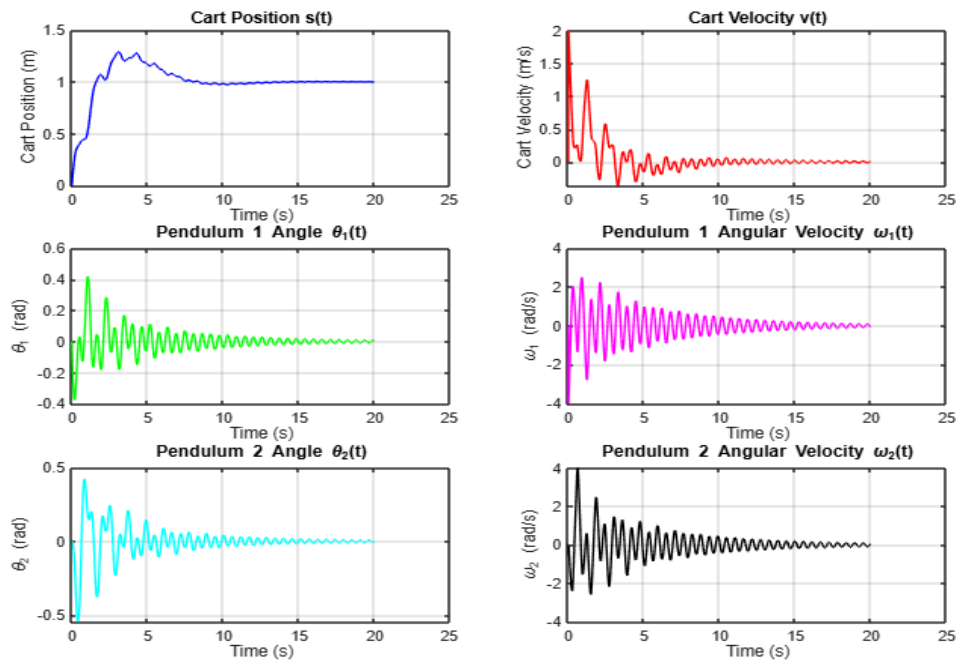 Cart Position s(t)
Cart Position (m)
1.5
1
0.5
0
0 5 10 15 20 25
Time (s)
Cart Velocity v(t)
Cart Velocity (m/s)
2
1.5
1
0.5
0
0 5 10 15 20 25
Time (s)
Pendulum 1 Angle θ₁(t)
θ₁ (rad)
0.6
0.4
0.2
0
-0.2
-0.4
0 5 10 15 20 25
Time (s)
Pendulum 1 Angular Velocity ω₁(t)
ω₁ (rad/s)
4
2
0
-2
-4
0 5 10 15 20 25
Time (s)
Pendulum 2 Angle θ₂(t)
θ₂ (rad)
0.5
0
-0.5
0 5 10 15 20 25
Time (s)
Pendulum 2 Angular Velocity ω₂(t)
ω₂ (rad/s)
4
2
0
-2
-4
0 5 10 15 20 25
Time (s)